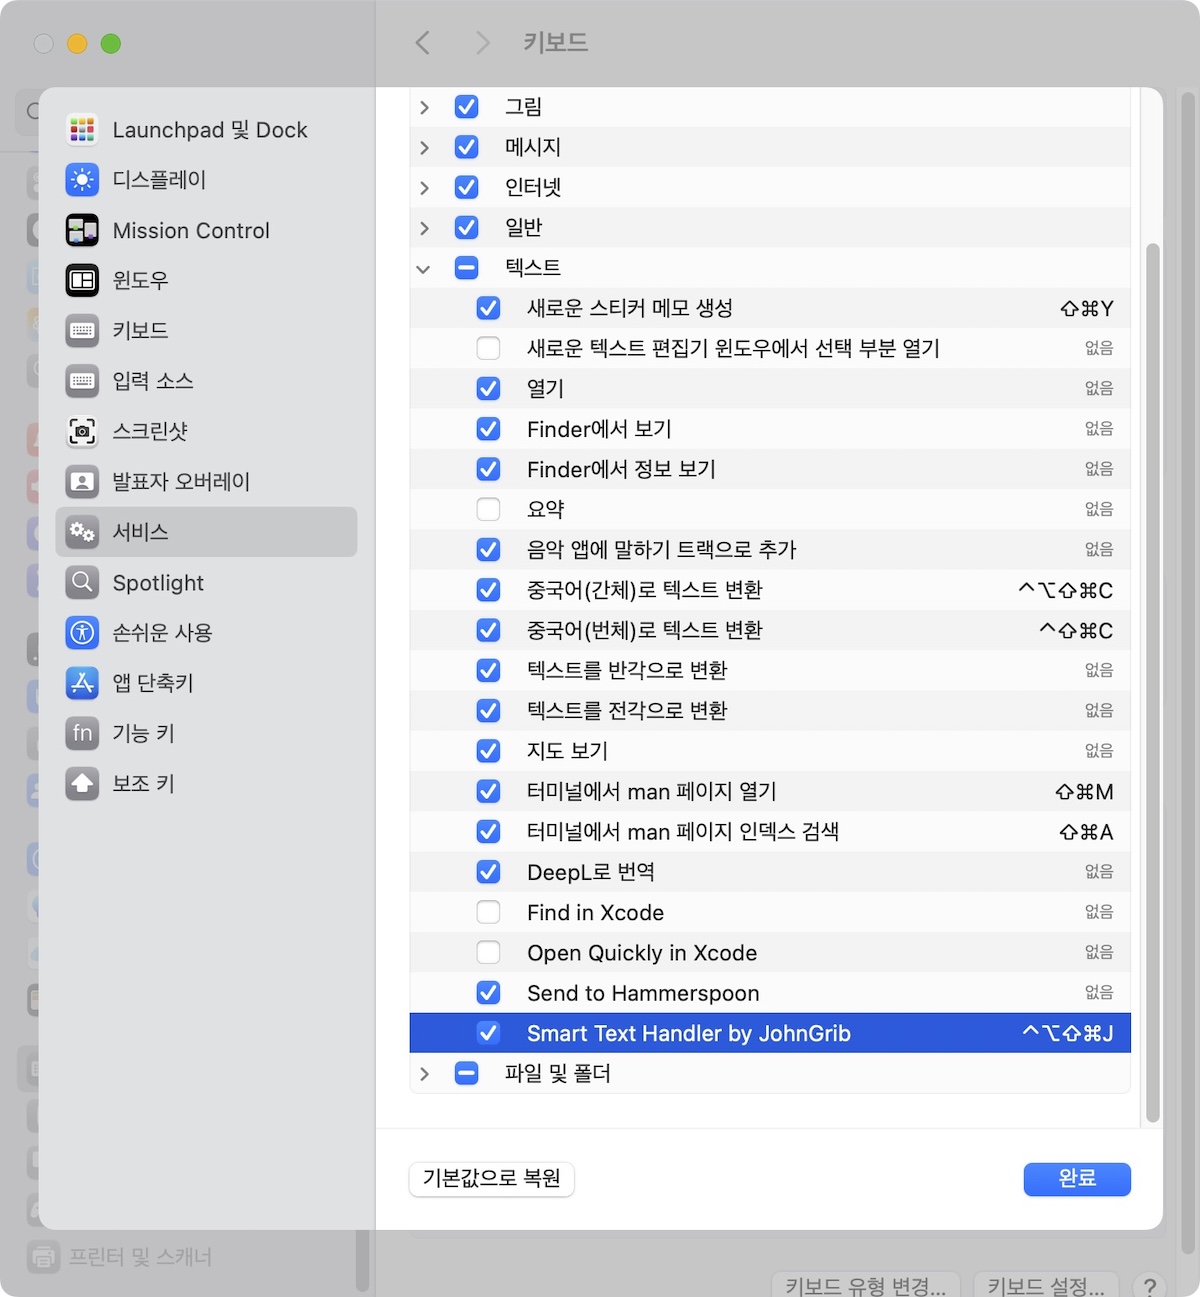 키보드
Launchpad 및 Dock
디스플레이
Mission Control
윈도우
키보드
입력 소스
스크린샷
발표자 오버레이
서비스
Spotlight
손쉬운 사용
앱 단축키
fn 기능 키
보조 키
그림
메시지
인터넷
일반
텍스트
새로운 스티커 메모 생성 ⇧⌘Y
새로운 텍스트 편집기 윈도우에서 선택 부분 열기 없음
열기 없음
Finder에서 보기 없음
Finder에서 정보 보기 없음
요약 없음
음악 앱에 말하기 트랙으로 추가 없음
중국어(간체)로 텍스트 변환 ^⌥⇧⌘C
중국어(번체)로 텍스트 변환 ^⇧⌘C
텍스트를 반각으로 변환 없음
텍스트를 전각으로 변환 없음
지도 보기 없음
터미널에서 man 페이지 열기 ⇧⌘M
터미널에서 man 페이지 인덱스 검색 ⇧⌘A
DeepL로 번역 없음
Find in Xcode 없음
Open Quickly in Xcode 없음
Send to Hammerspoon 없음
Smart Text Handler by JohnGrib ^⌥⇧⌘J
파일 및 폴더
기본값으로 복원 완료
프린터 및 스캐너
키보드 유형 변경... 키보드 설정... ?